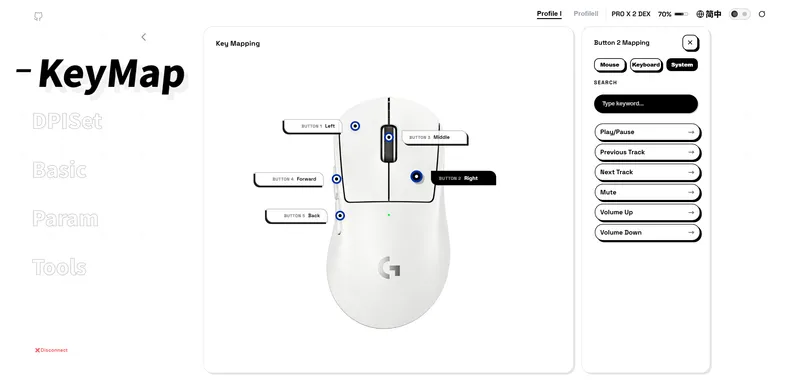 Profile I
ProfileII
PRO X 2 DEX
70%
简中
KeyMap
DPISet
Basic
Param
Tools
Disconnect
Key Mapping
BUTTON 1 Left
BUTTON 3 Middle
BUTTON 4 Forward
BUTTON 2 Right
BUTTON 5 Back
Button 2 Mapping
Mouse
Keyboard
System
SEARCH
Type keyword...
Play/Pause
Previous Track
Next Track
Mute
Volume Up
Volume Down